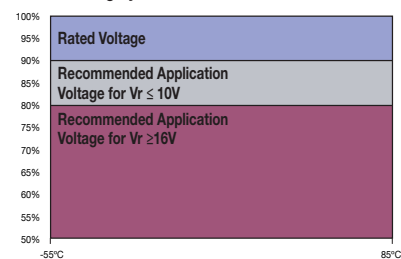 100%
95%
90%
85%
80%
75%
70%
65%
60%
55%
50%
Rated Voltage
Recommended Application
Voltage for Vr ≤ 10V
Recommended Application
Voltage for Vr ≥16V
-55ºC
85ºC